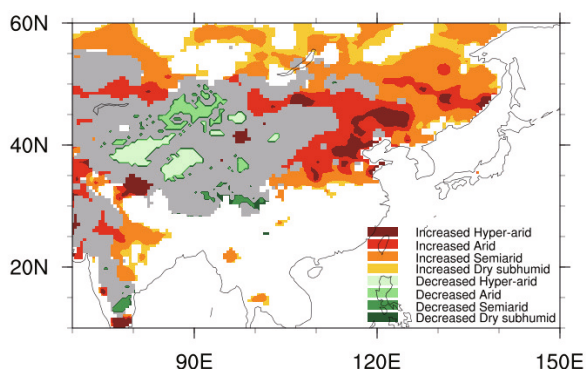 60N
40N
20N
Increased Hyper-arid
Increased Arid
Increased Semiarid
Increased Dry subhumid
Decreased Hyper-arid
Decreased Arid
Decreased Semiarid
Decreased Dry subhumid
90E 120E 150E